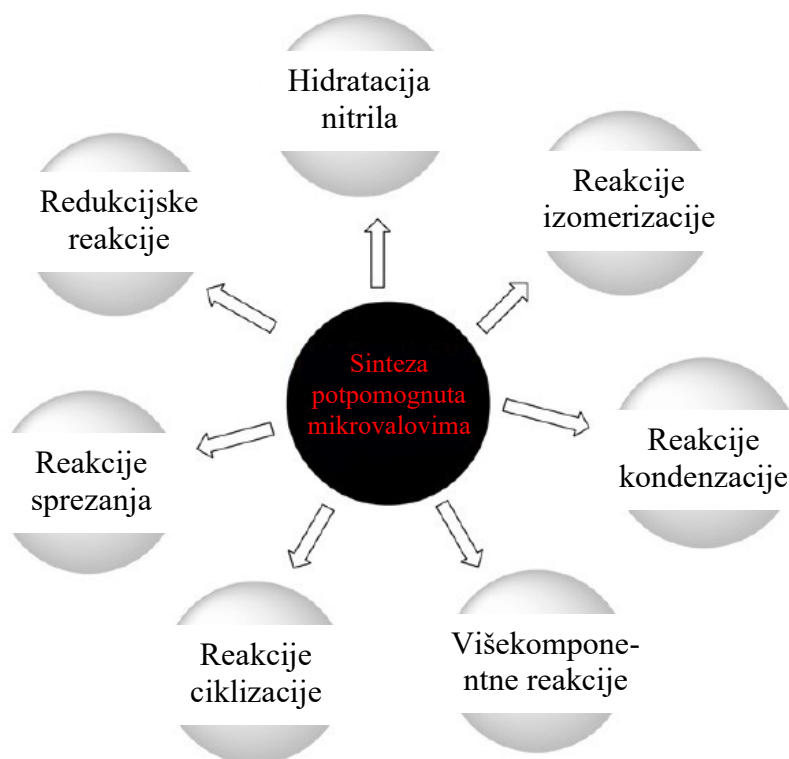 Hidratacija
nitrila
Reakcije
izomerizacije
Redukcijske
reakcije
Sinteza
potpomognuta
mikrovalovima
Reakcije
kondenzacije
Reakcije
sprezanja
Višekompone-
ntne reakcije
Reakcije
ciklizacije